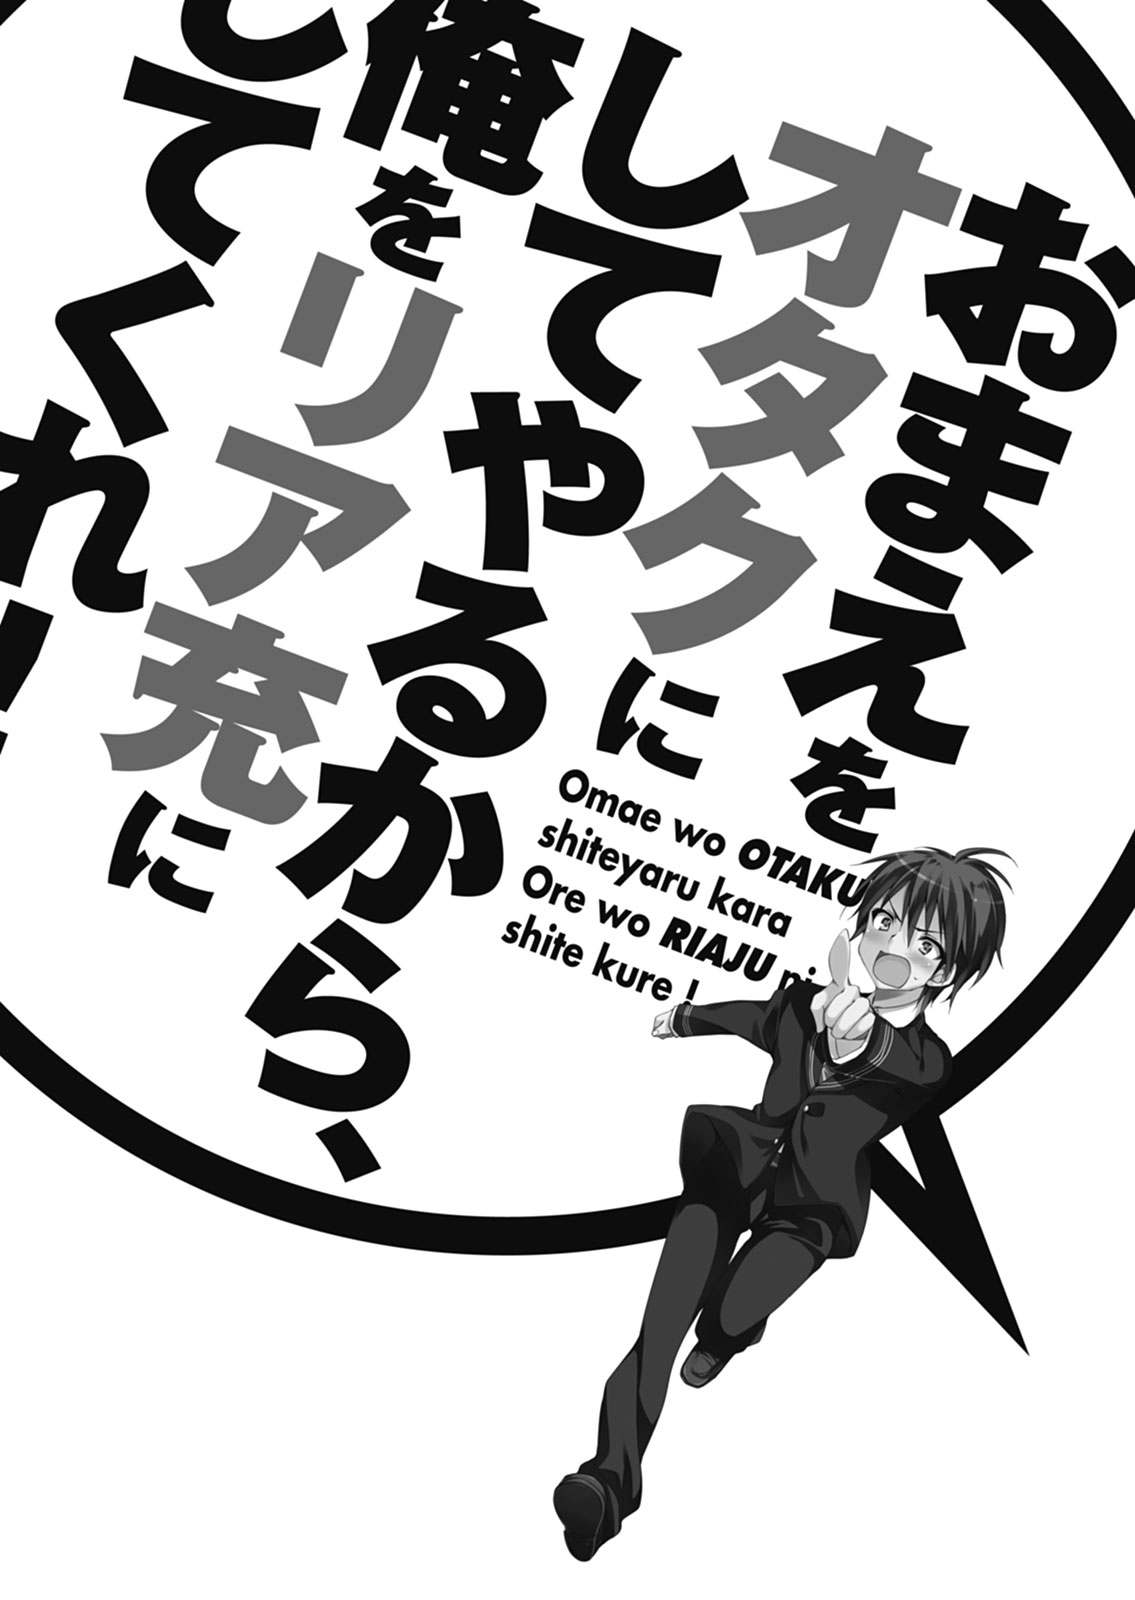 おまえを
オタクに
してやるから、
俺をリア充に
してくれ!
Omae wo OTAKU
shiteyaru kara
Ore wo RIAJU ni
shite kure !